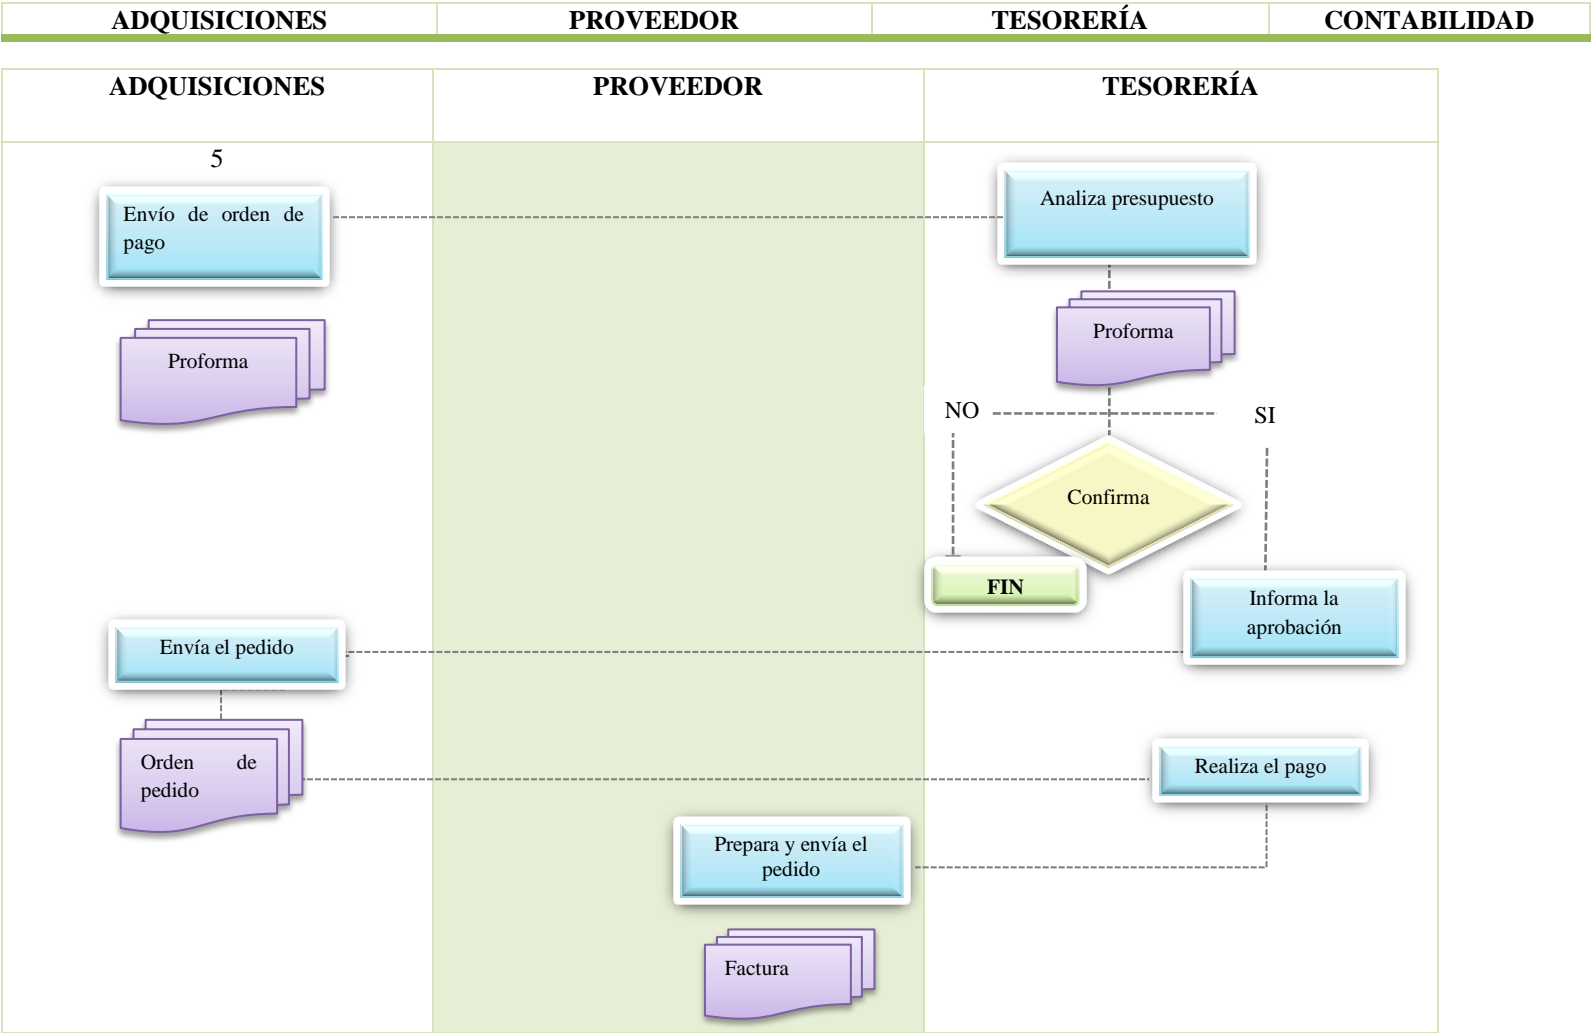 ADQUISICIONES PROVEEDOR TESORERÍA CONTABILIDAD
ADQUISICIONES PROVEEDOR TESORERÍA
5
Envío de orden de
pago
Analiza presupuesto
Proforma
Proforma
NO
SI
Confirma
FIN
Informa la
aprobación
Envía el pedido
Orden de
pedido
Realiza el pago
Prepara y envía el
pedido
Factura